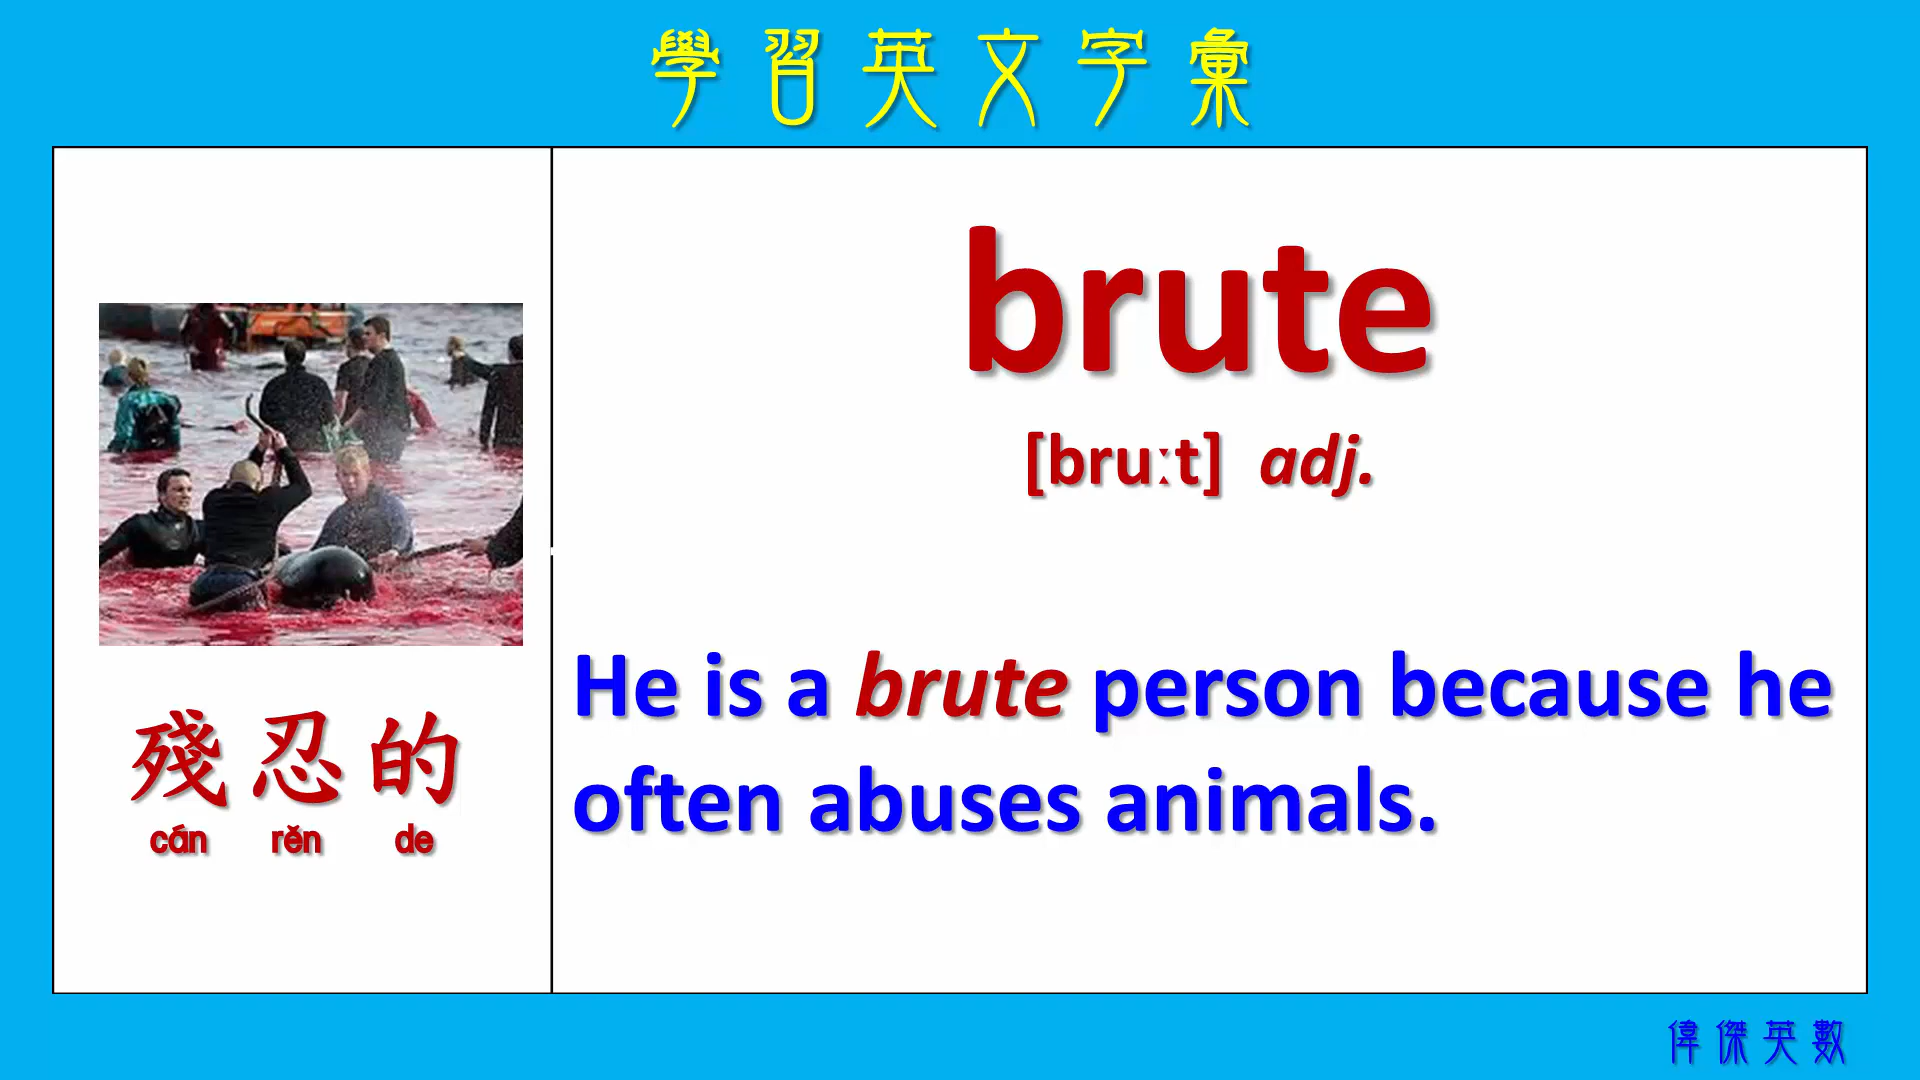 學習英文字彙
brute
[bruːt] adj.
殘忍的
cán rěn de
He is a brute person because he
often abuses animals.
偉傑英數